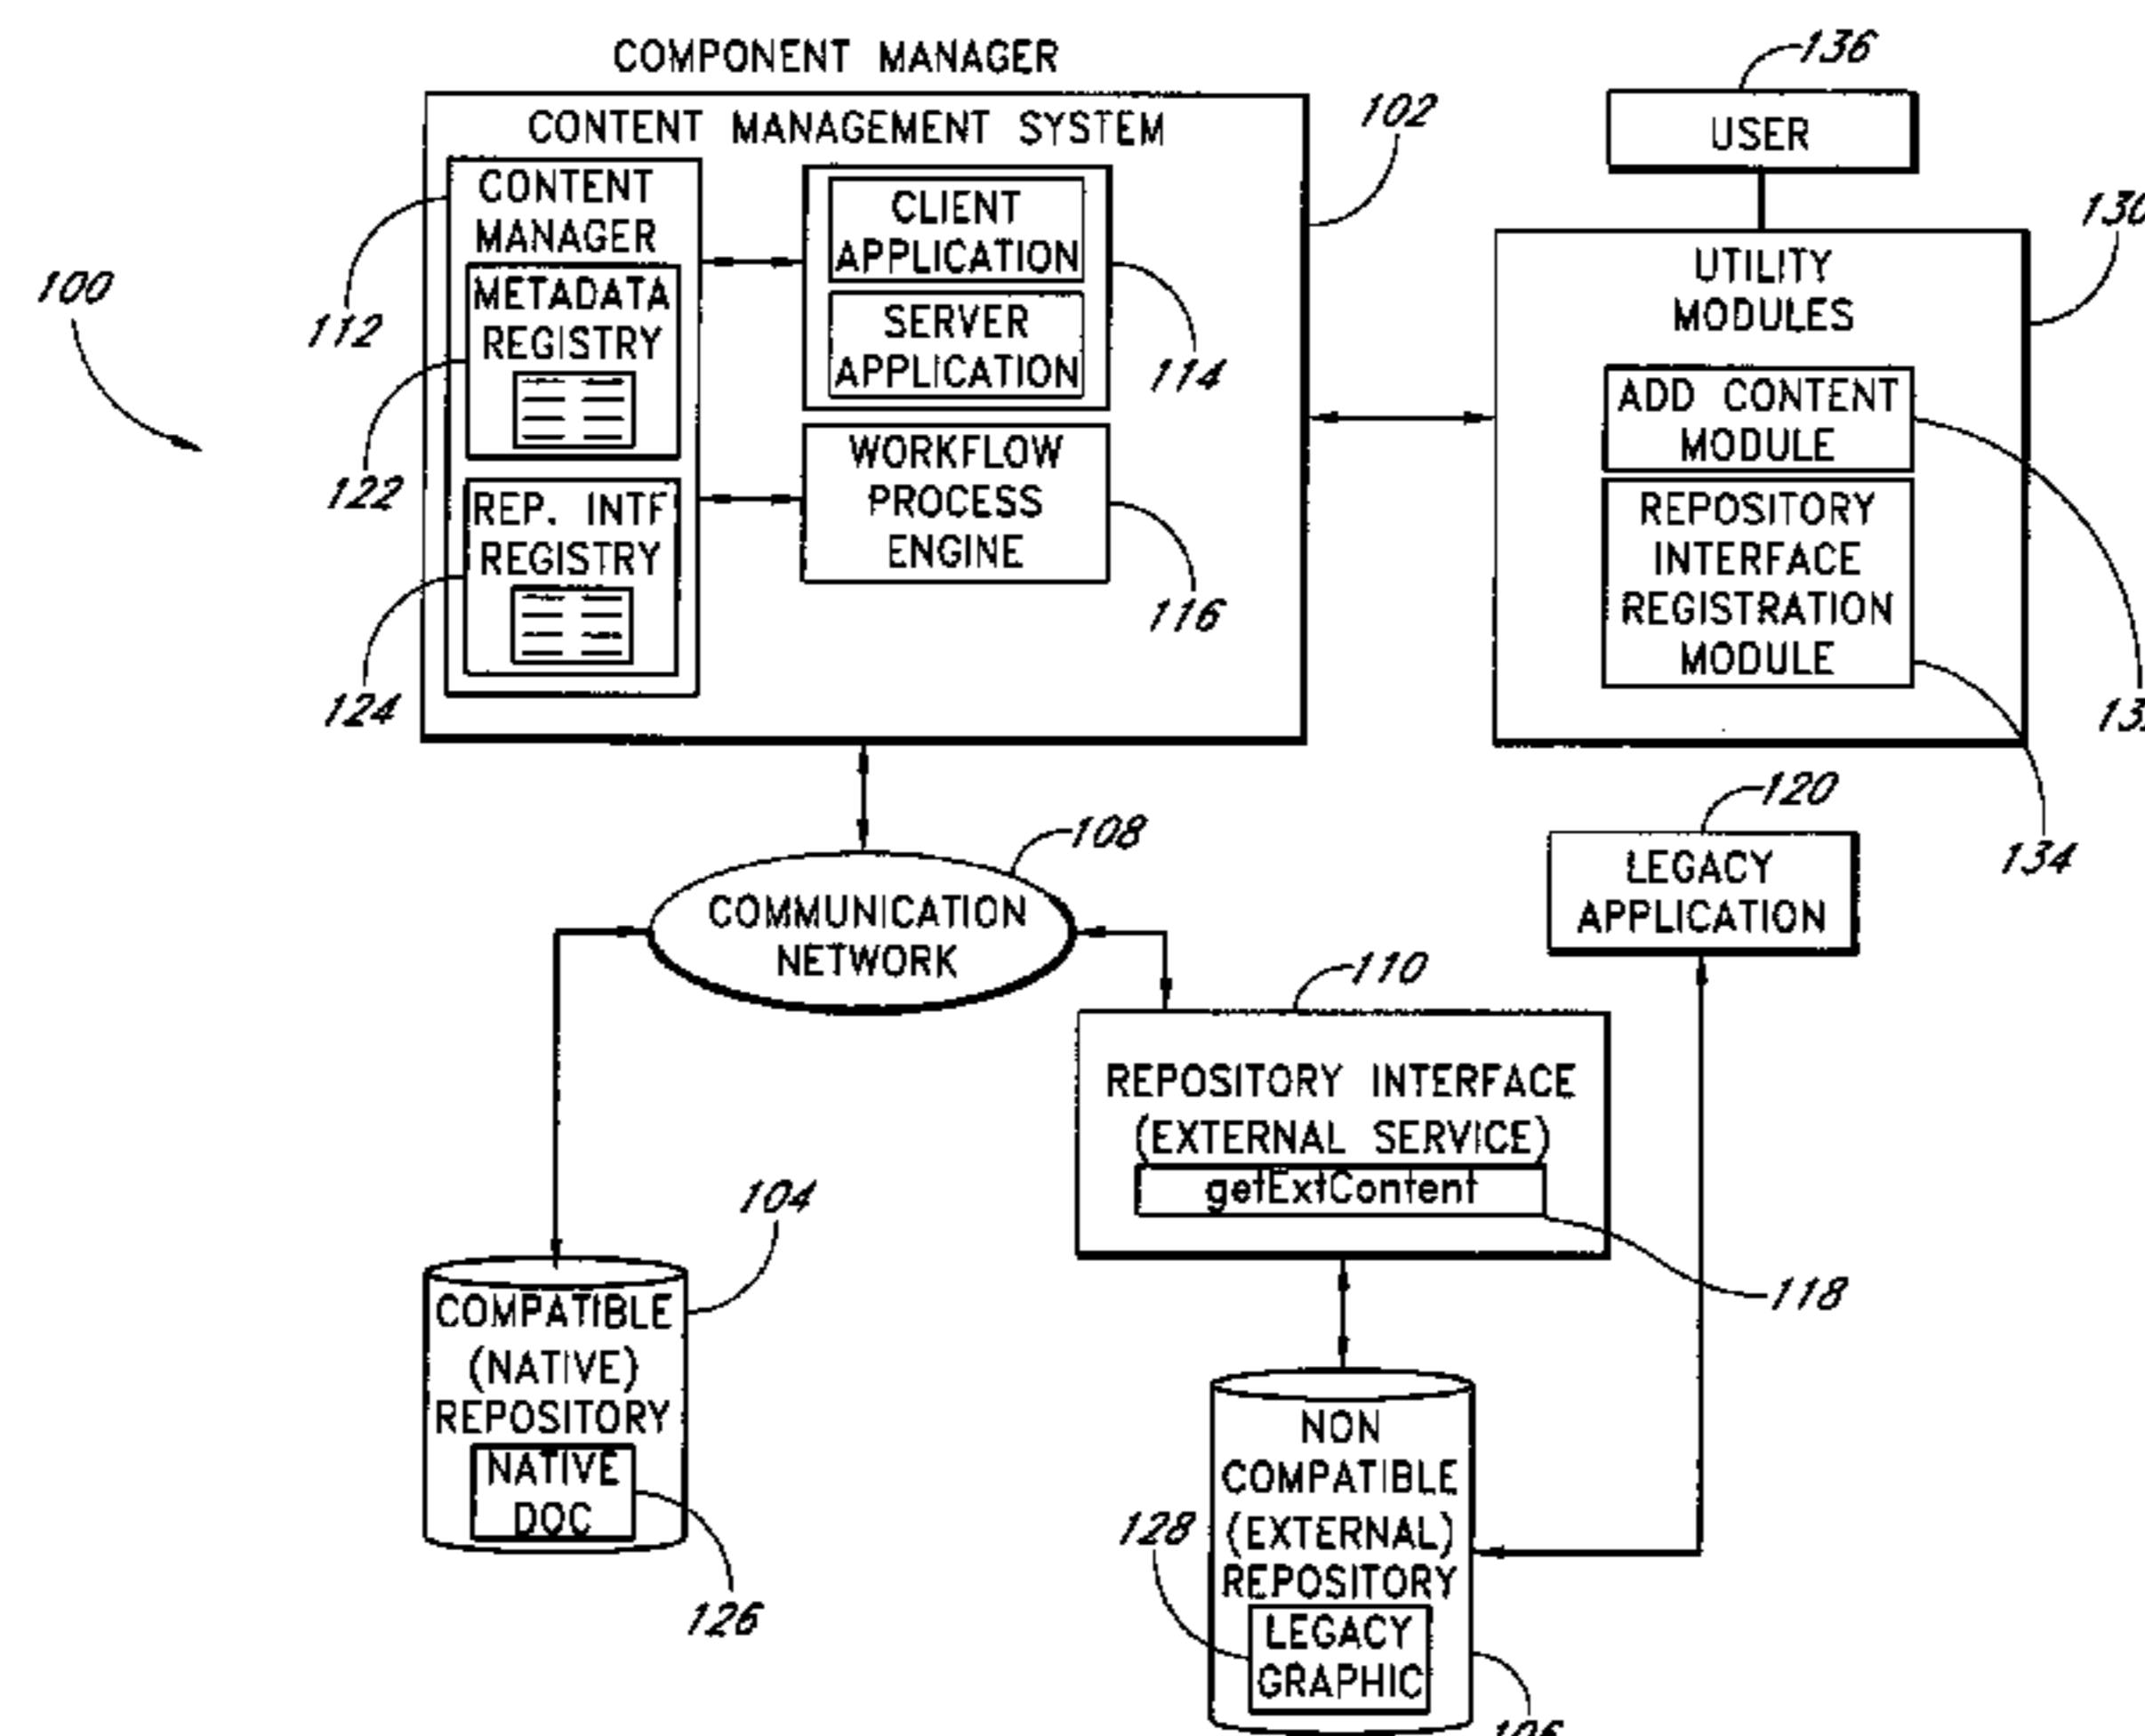 COMPONENT MANAGER
CONTENT MANAGEMENT SYSTEM
102
136
USER
130
100
112
CONTENT
MANAGER
METADATA
REGISTRY
122
REP. INTF
REGISTRY
124
CLIENT
APPLICATION
SERVER
APPLICATION
114
WORKFLOW
PROCESS
ENGINE
116
UTILITY
MODULES
ADD CONTENT
MODULE
REPOSITORY
INTERFACE
REGISTRATION
MODULE
134
108
COMMUNICATION
NETWORK
120
LEGACY
APPLICATION
110
REPOSITORY INTERFACE
(EXTERNAL SERVICE)
getExtContent
118
104
COMPATIBLE
(NATIVE)
REPOSITORY
NATIVE
DOC
126
NON
COMPATIBLE
(EXTERNAL)
REPOSITORY
128
LEGACY
GRAPHIC